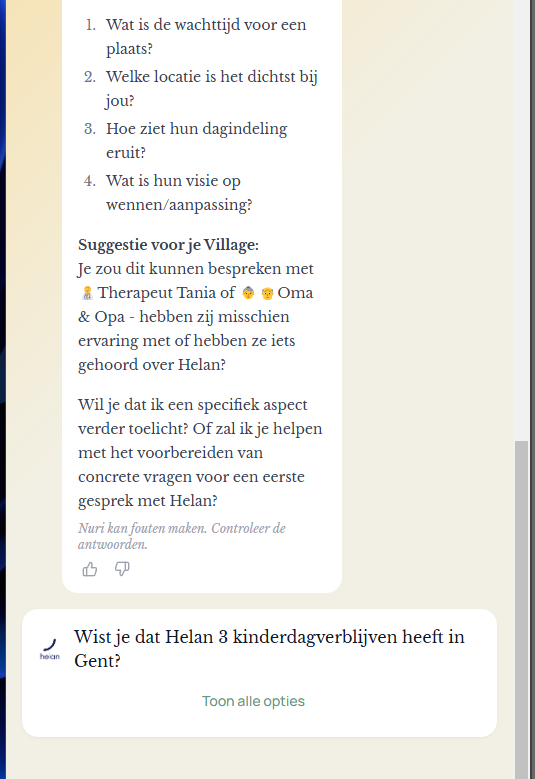 1. Wat is de wachttijd voor een
plaats?
2. Welke locatie is het dichtst bij
jou?
3. Hoe ziet hun dagindeling
eruit?
4. Wat is hun visie op
wennen/aanpassing?
Suggestie voor je Village:
Je zou dit kunnen bespreken met
Therapeut Tania of 👵 👴 Oma
& Opa - hebben zij misschien
ervaring met of hebben ze iets
gehoord over Helan?
Wil je dat ik een specifiek aspect
verder toelicht? Of zal ik je helpen
met het voorbereiden van
concrete vragen voor een eerste
gesprek met Helan?
Nuri kan fouten maken. Controleer de
antwoorden.
helan
Wist je dat Helan 3 kinderdagverblijven heeft in
Gent?
Toon alle opties